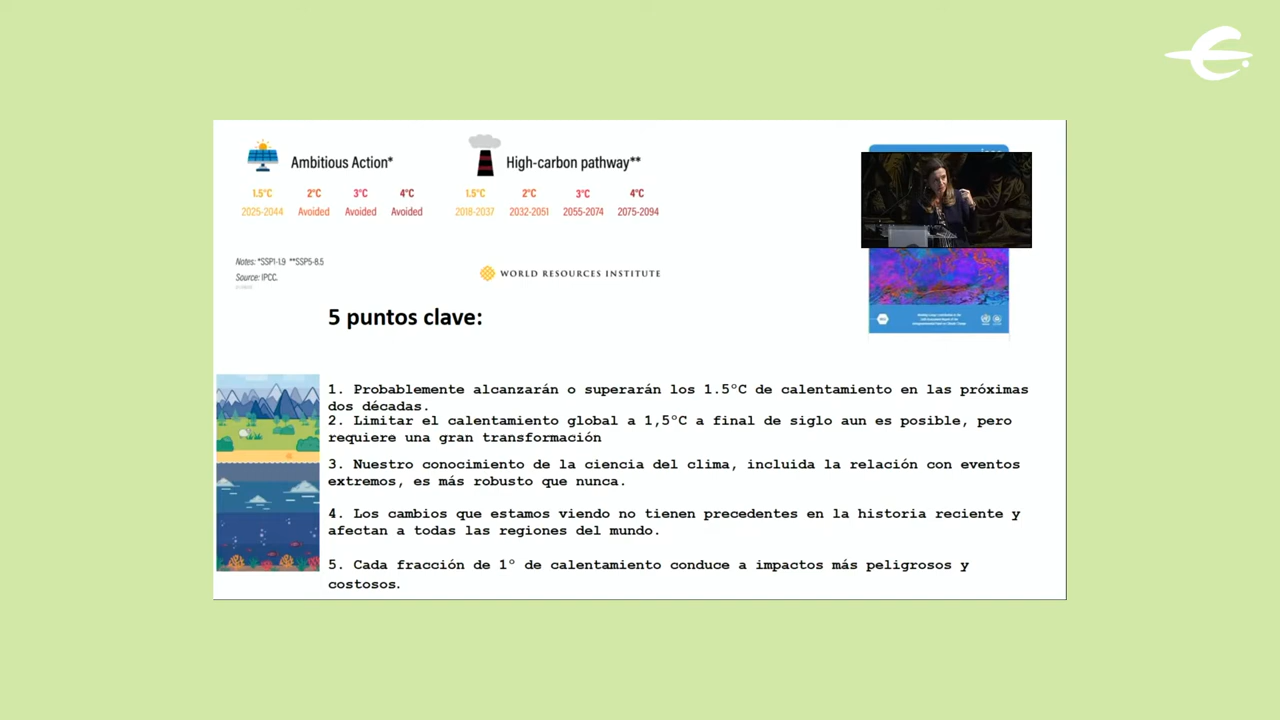 Ambitious Action*
1.5°C 2°C 3°C 4°C
2025-2044 Avoided Avoided Avoided
High-carbon pathway**
1.5°C 2°C 3°C 4°C
2018-2037 2032-2051 2055-2074 2075-2094
Notes: *SSP1-1.9 **SSP5-8.5
Source: IPCC.
WORLD RESOURCES INSTITUTE
5 puntos clave:
1. Probablemente alcanzarán o superarán los 1.5ºC de calentamiento en las próximas
dos décadas.
2. Limitar el calentamiento global a 1,5ºC a final de siglo aun es posible, pero
requiere una gran transformación
3. Nuestro conocimiento de la ciencia del clima, incluida la relación con eventos
extremos, es más robusto que nunca.
4. Los cambios que estamos viendo no tienen precedentes en la historia reciente y
afectan a todas las regiones del mundo.
5. Cada fracción de 1º de calentamiento conduce a impactos más peligrosos y
costosos.